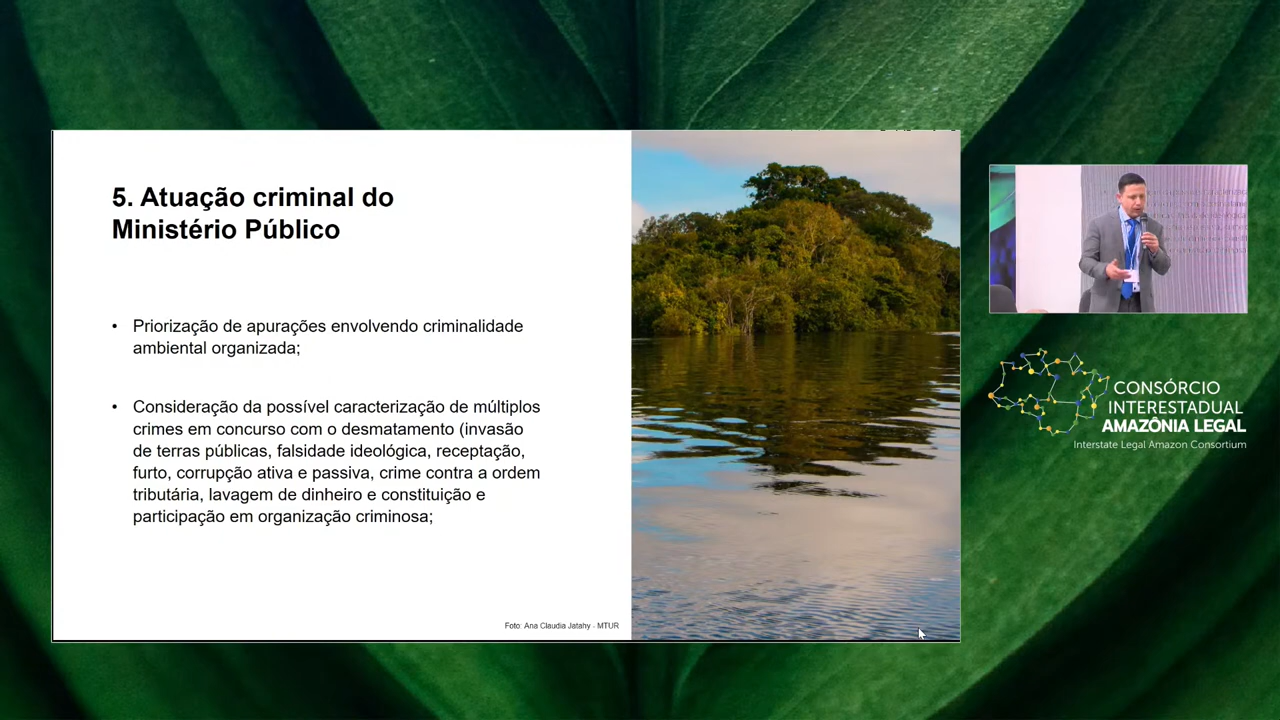 5. Atuação criminal do
Ministério Público
• Priorização de apurações envolvendo criminalidade
ambiental organizada;
• Consideração da possível caracterização de múltiplos
crimes em concurso com o desmatamento (invasão
de terras públicas, falsidade ideológica, receptação,
furto, corrupção ativa e passiva, crime contra a ordem
tributária, lavagem de dinheiro e constituição e
participação em organização criminosa;
Foto: Ana Claudia Jatahy - MTUR
CONSÓRCIO
INTERESTADUAL
AMAZÔNIA LEGAL
Interstate Legal Amazon Consortium